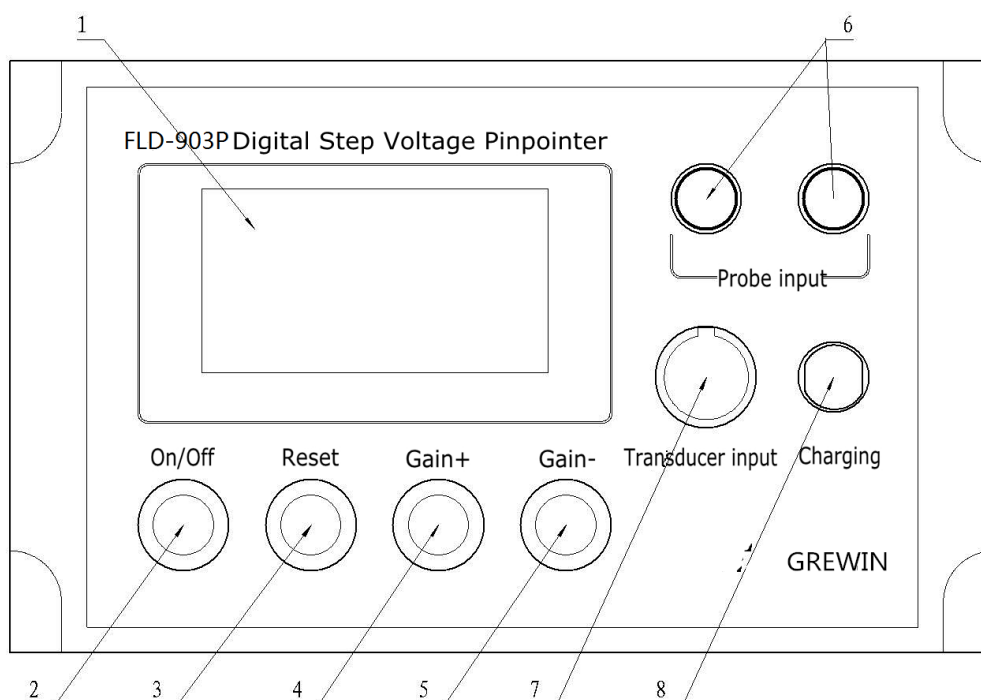 1
6
FLD-903P Digital Step Voltage Pinpointer
Probe input
On/Off
Reset
Gain+
Gain-
Transducer input
Charging
GREWIN
2
3
4
5
7
8